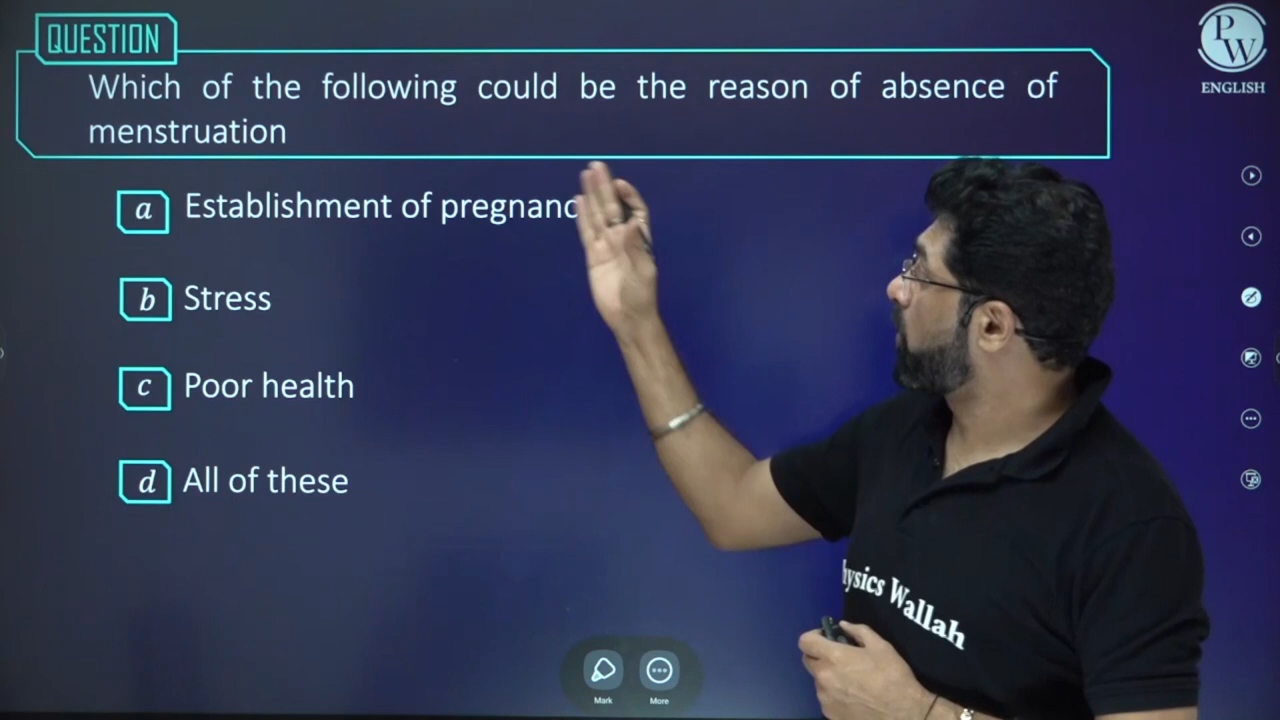 QUESTION
Which of the following could be the reason of absence of
menstruation
a Establishment of
b Stress
c Poor health
d All of these
PW
ENGLISH
Wallah
Mark
More